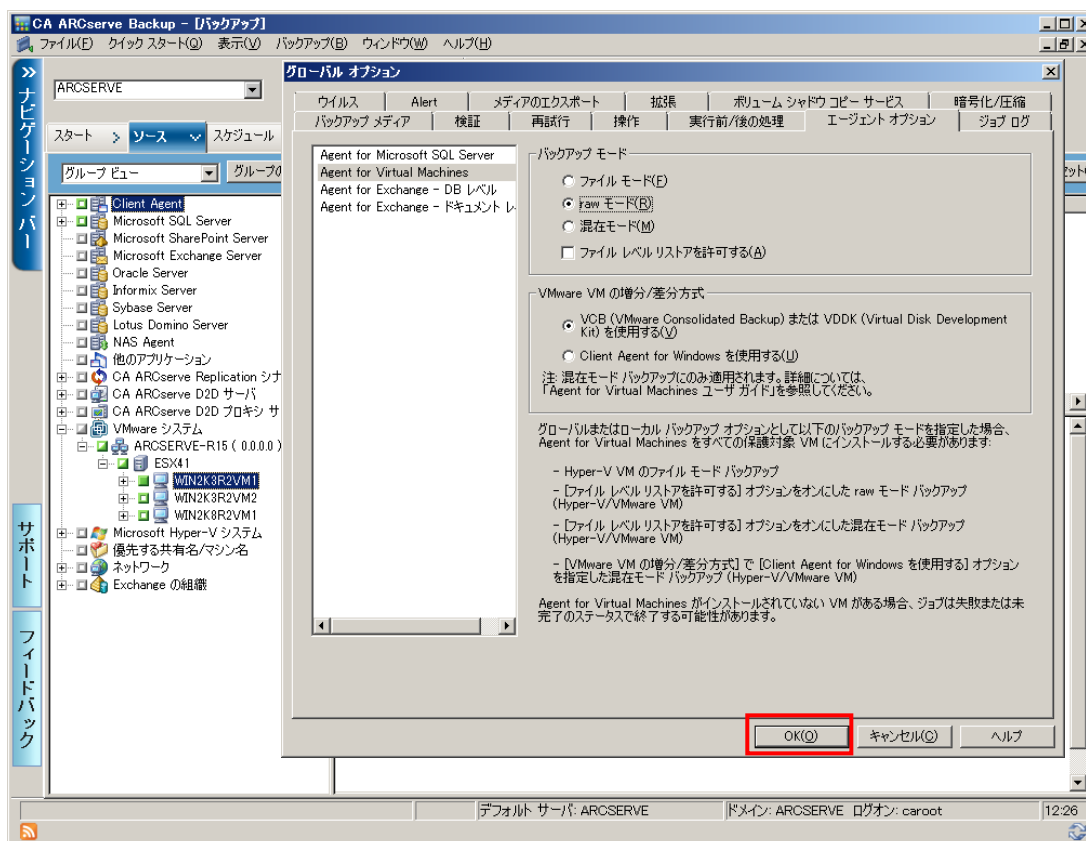 CA ARCserve Backup - [バックアップ]
ファイル(F) クイック スタート(Q) 表示(V) バックアップ(B) ウィンドウ(W) ヘルプ(H)
ナビゲーション バー
サポート
フィードバック
ARCSERVE
スタート ソース スケジュール
グループ ビュー
グループの
Client Agent
Microsoft SQL Server
Microsoft SharePoint Server
Microsoft Exchange Server
Oracle Server
Informix Server
Sybase Server
Lotus Domino Server
NAS Agent
他のアプリケーション
CA ARCserve Replication シナ
CA ARCserve D2D サーバ
CA ARCserve D2D プロキシ サ
VMware システム
ARCSERVE-R15 ( 0.0.0.0 )
ESX41
WIN2K3R2VM1
WIN2K3R2VM2
WIN2K8R2VM1
Microsoft Hyper-V システム
優先する共有名/マシン名
ネットワーク
Exchange の組織
グローバル オプション
ウイルス Alert メディアのエクスポート 拡張 ボリューム シャドウ コピー サービス 暗号化/圧縮
バックアップ メディア 検証 再試行 操作 実行前/後の処理 エージェント オプション ジョブ ログ
Agent for Microsoft SQL Server
Agent for Virtual Machines
Agent for Exchange - DB レベル
Agent for Exchange - ドキュメント レ
バックアップ モード
ファイル モード(F)
raw モード(R)
混在モード(M)
ファイル レベル リストアを許可する(A)
VMware VM の増分/差分方式
VCB (VMware Consolidated Backup) または VDDK (Virtual Disk Development
Kit) を使用する(V)
Client Agent for Windows を使用する(U)
注: 混在モード バックアップにのみ適用されます。詳細については、
「Agent for Virtual Machines ユーザ ガイド」を参照してください。
グローバルまたはローカル バックアップ オプションとして以下のバックアップ モードを指定した場合、
Agent for Virtual Machines をすべての保護対象 VM にインストールする必要があります:
- Hyper-V VM のファイル モード バックアップ
- [ファイル レベル リストアを許可する] オプションをオンにした raw モード バックアップ
(Hyper-V/VMware VM)
- [ファイル レベル リストアを許可する] オプションをオンにした混在モード バックアップ
(Hyper-V/VMware VM)
- [VMware VM の増分/差分方式] で [Client Agent for Windows を使用する] オプション
を指定した混在モード バックアップ (Hyper-V/VMware VM)
Agent for Virtual Machines がインストールされていない VM がある場合、ジョブは失敗または未
完了のステータスで終了する可能性があります。
OK(O) キャンセル(C) ヘルプ
デフォルト サーバ: ARCSERVE ドメイン: ARCSERVE ログオン: caroot 12:26